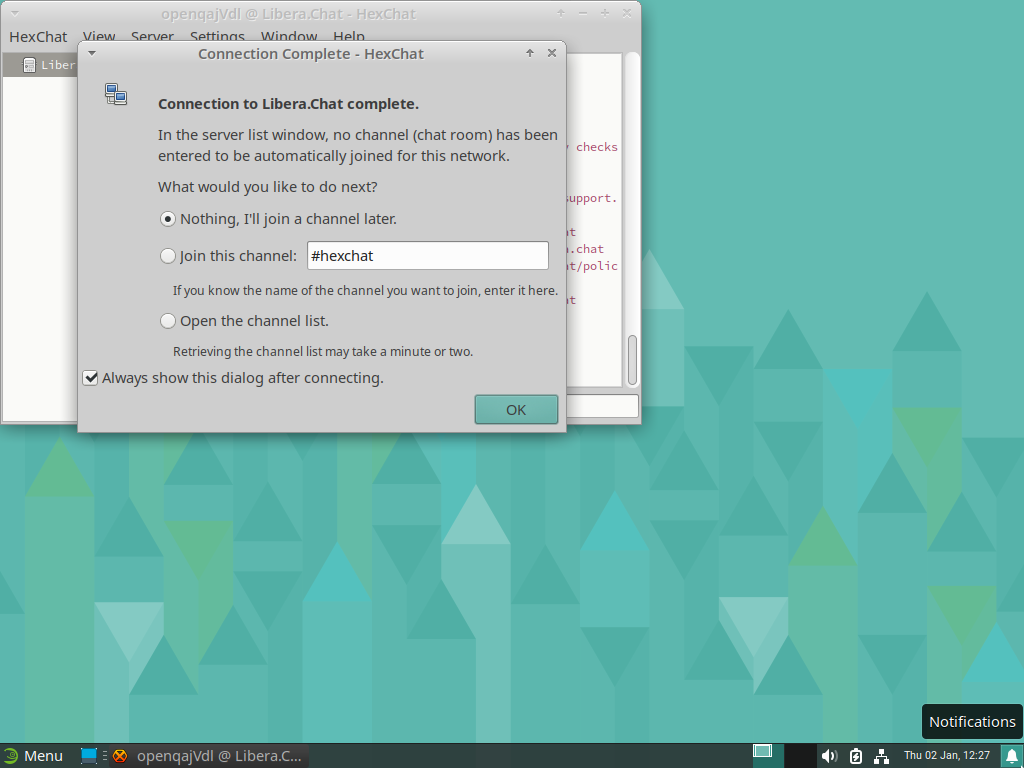 openqajVdl @ Libera.Chat - HexChat
HexChat View Server Settings Window Help
Connection Complete - HexChat
Connection to Libera.Chat complete.
In the server list window, no channel (chat room) has been
entered to be automatically joined for this network.
What would you like to do next?
Nothing, I'll join a channel later.
Join this channel: #hexchat
If you know the name of the channel you want to join, enter it here.
Open the channel list.
Retrieving the channel list may take a minute or two.
Always show this dialog after connecting.
OK
Liber
checks
support.
at
.chat
at/polic
at
Notifications
Menu
openqajVdl @ Libera.C...
Thu 02 Jan, 12:27